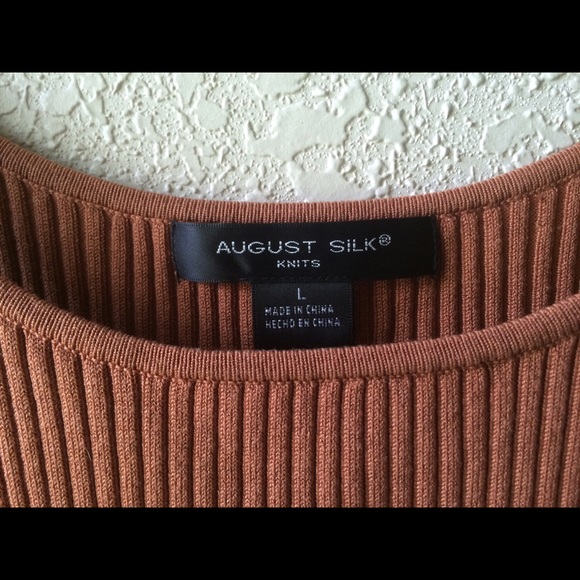 AUGUST SiLK®
KNITS
L
MADE IN CHINA
HECHO EN CHINA